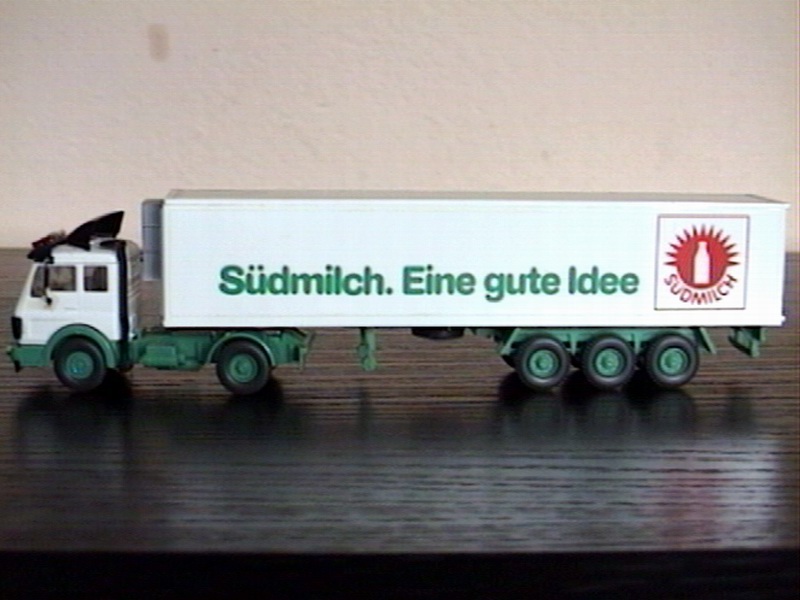 Südmilch. Eine gute Idee
SÜDMILCH